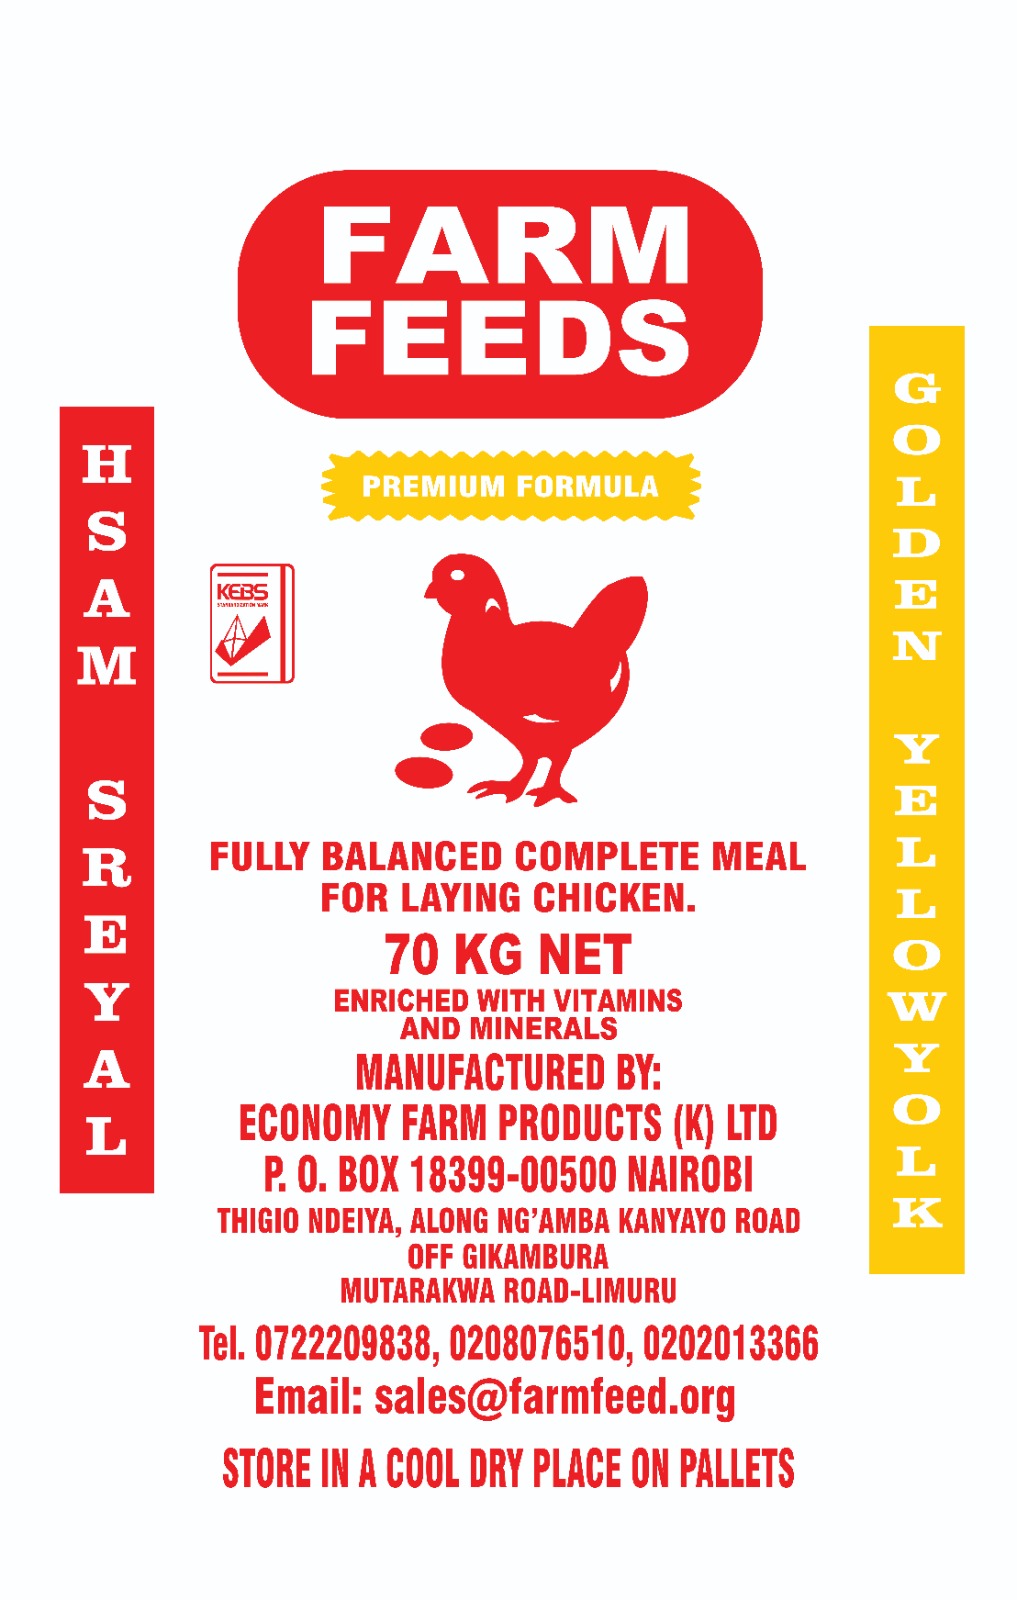 FARM
FEEDS
PREMIUM FORMULA
HSAM SREYAL
GOLDEN YELLOWYOLK
KEBS
STANDARDIZATION MARK
FULLY BALANCED COMPLETE MEAL
FOR LAYING CHICKEN.
70 KG NET
ENRICHED WITH VITAMINS
AND MINERALS
MANUFACTURED BY:
ECONOMY FARM PRODUCTS (K) LTD
P. O. BOX 18399-00500 NAIROBI
THIGIO NDEIYA, ALONG NG'AMBA KANYAYO ROAD
OFF GIKAMBURA
MUTARAKWA ROAD-LIMURU
Tel. 0722209838, 0208076510, 0202013366
Email: sales@farmfeed.org
STORE IN A COOL DRY PLACE ON PALLETS